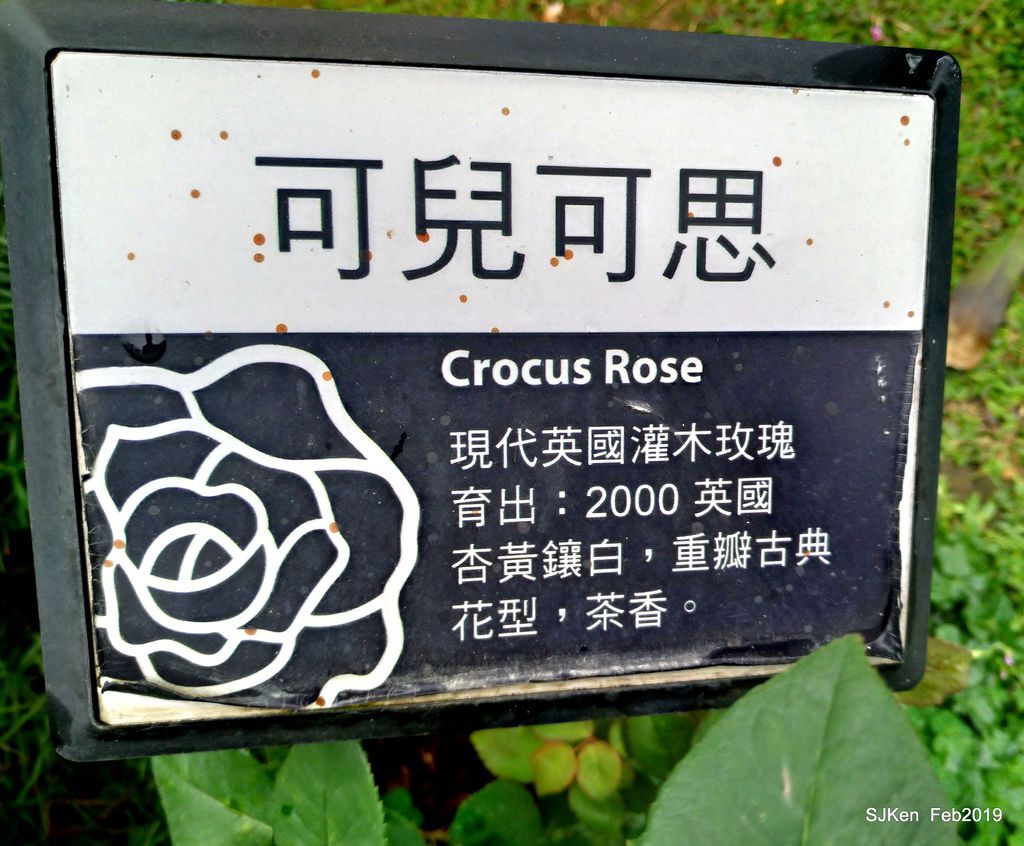 可兒可思
Crocus Rose
現代英國灌木玫瑰
育出：2000 英國
杏黃鑲白，重瓣古典
花型，茶香。
SJKen Feb2019